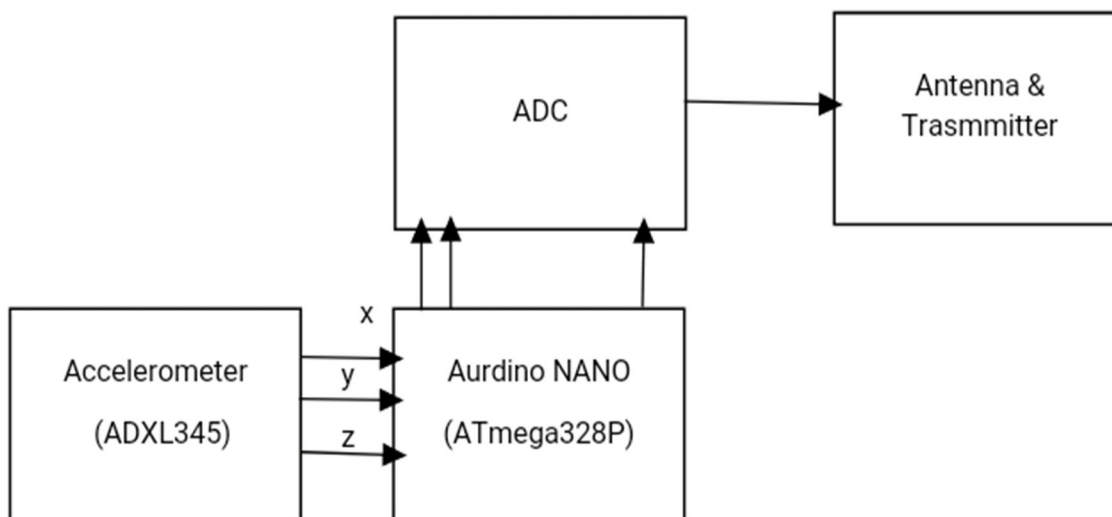 ADC
Antenna &
Trasmmitter
x
y
z
Accelerometer
(ADXL345)
Aurdino NANO
(ATmega328P)